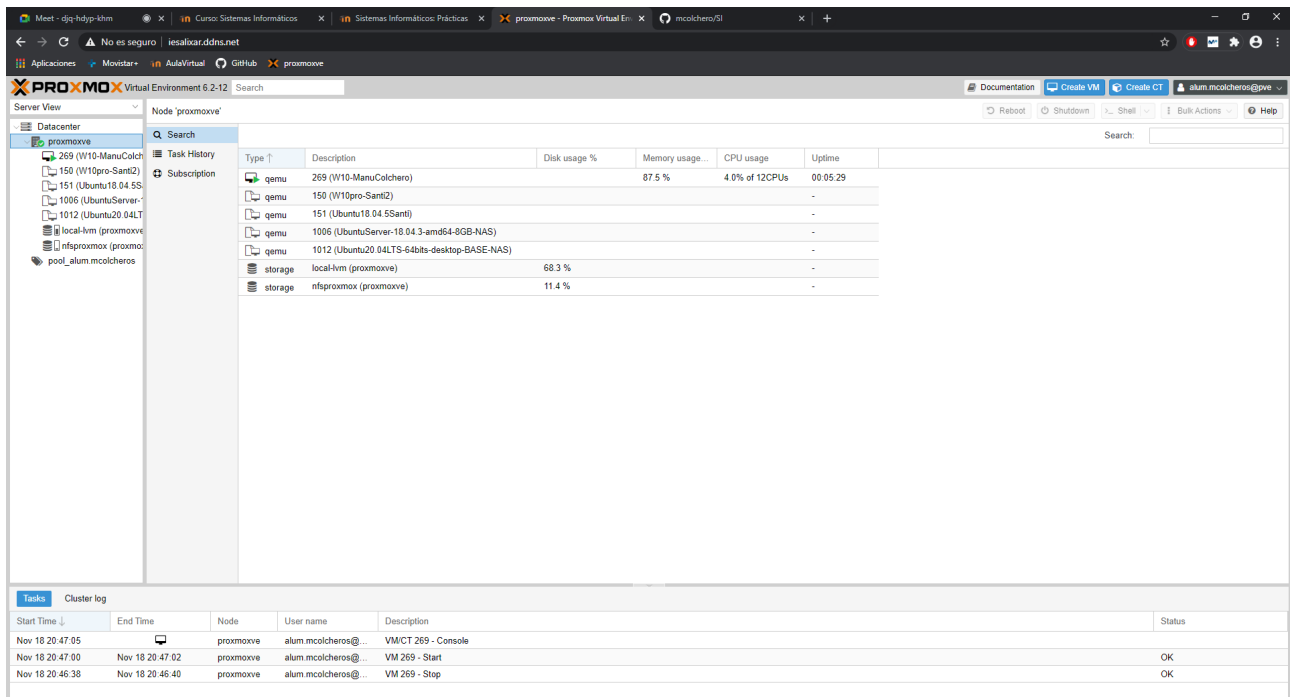 Meet - djq-hdyp-khm
Curso: Sistemas Informáticos
Sistemas Informáticos: Prácticas
proxmoxve - Proxmox Virtual En
mcolchero/SI
No es seguro | iesalixar.ddns.net
Aplicaciones Movistar+ AulaVirtual GitHub proxmoxve
PROXMOX Virtual Environment 6.2-12 Search Documentation Create VM Create CT alum.mcolcheros@pve
Server View
Node 'proxmoxve' Reboot Shutdown >_ Shell Bulk Actions Help
Datacenter
proxmoxve
269 (W10-ManuColch
150 (W10pro-Santi2)
151 (Ubuntu18.04.5S
1006 (UbuntuServer-1
1012 (Ubuntu20.04LT
local-lvm (proxmoxve
nfsproxmox (proxmo
pool_alum.mcolcheros
Search
Task History
Subscription
Search:
Type Description Disk usage % Memory usage... CPU usage Uptime
qemu 269 (W10-ManuColchero) 87.5 % 4.0% of 12CPUs 00:05:29
qemu 150 (W10pro-Santi2) -
qemu 151 (Ubuntu18.04.5Santi) -
qemu 1006 (UbuntuServer-18.04.3-amd64-8GB-NAS) -
qemu 1012 (Ubuntu20.04LTS-64bits-desktop-BASE-NAS) -
storage local-lvm (proxmoxve) 68.3 % -
storage nfsproxmox (proxmoxve) 11.4 % -
Tasks Cluster log
Start Time End Time Node User name Description Status
Nov 18 20:47:05 proxmoxve alum.mcolcheros@... VM/CT 269 - Console
Nov 18 20:47:00 Nov 18 20:47:02 proxmoxve alum.mcolcheros@... VM 269 - Start OK
Nov 18 20:46:38 Nov 18 20:46:40 proxmoxve alum.mcolcheros@... VM 269 - Stop OK